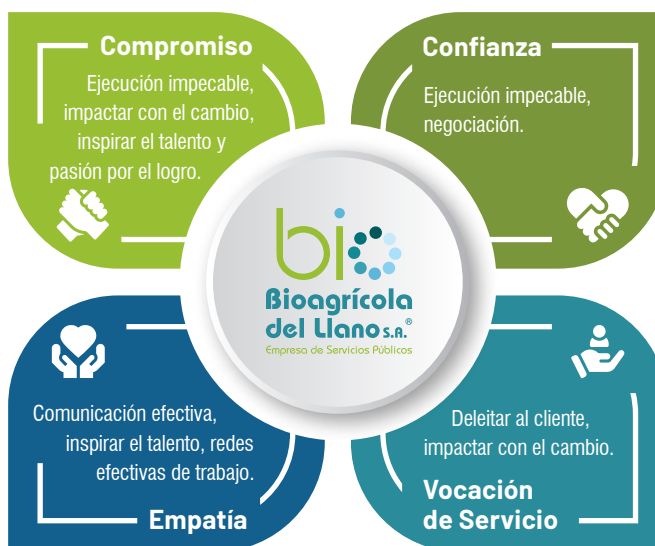 Compromiso
Ejecución impecable,
impactar con el cambio,
inspirar el talento y
pasión por el logro.
Confianza
Ejecución impecable,
negociación.
bio
Bioagrícola
del Llano S.A.®
Empresa de Servicios Públicos
Comunicación efectiva,
inspirar el talento, redes
efectivas de trabajo.
Empatía
Deleitar al cliente,
impactar con el cambio.
Vocación
de Servicio